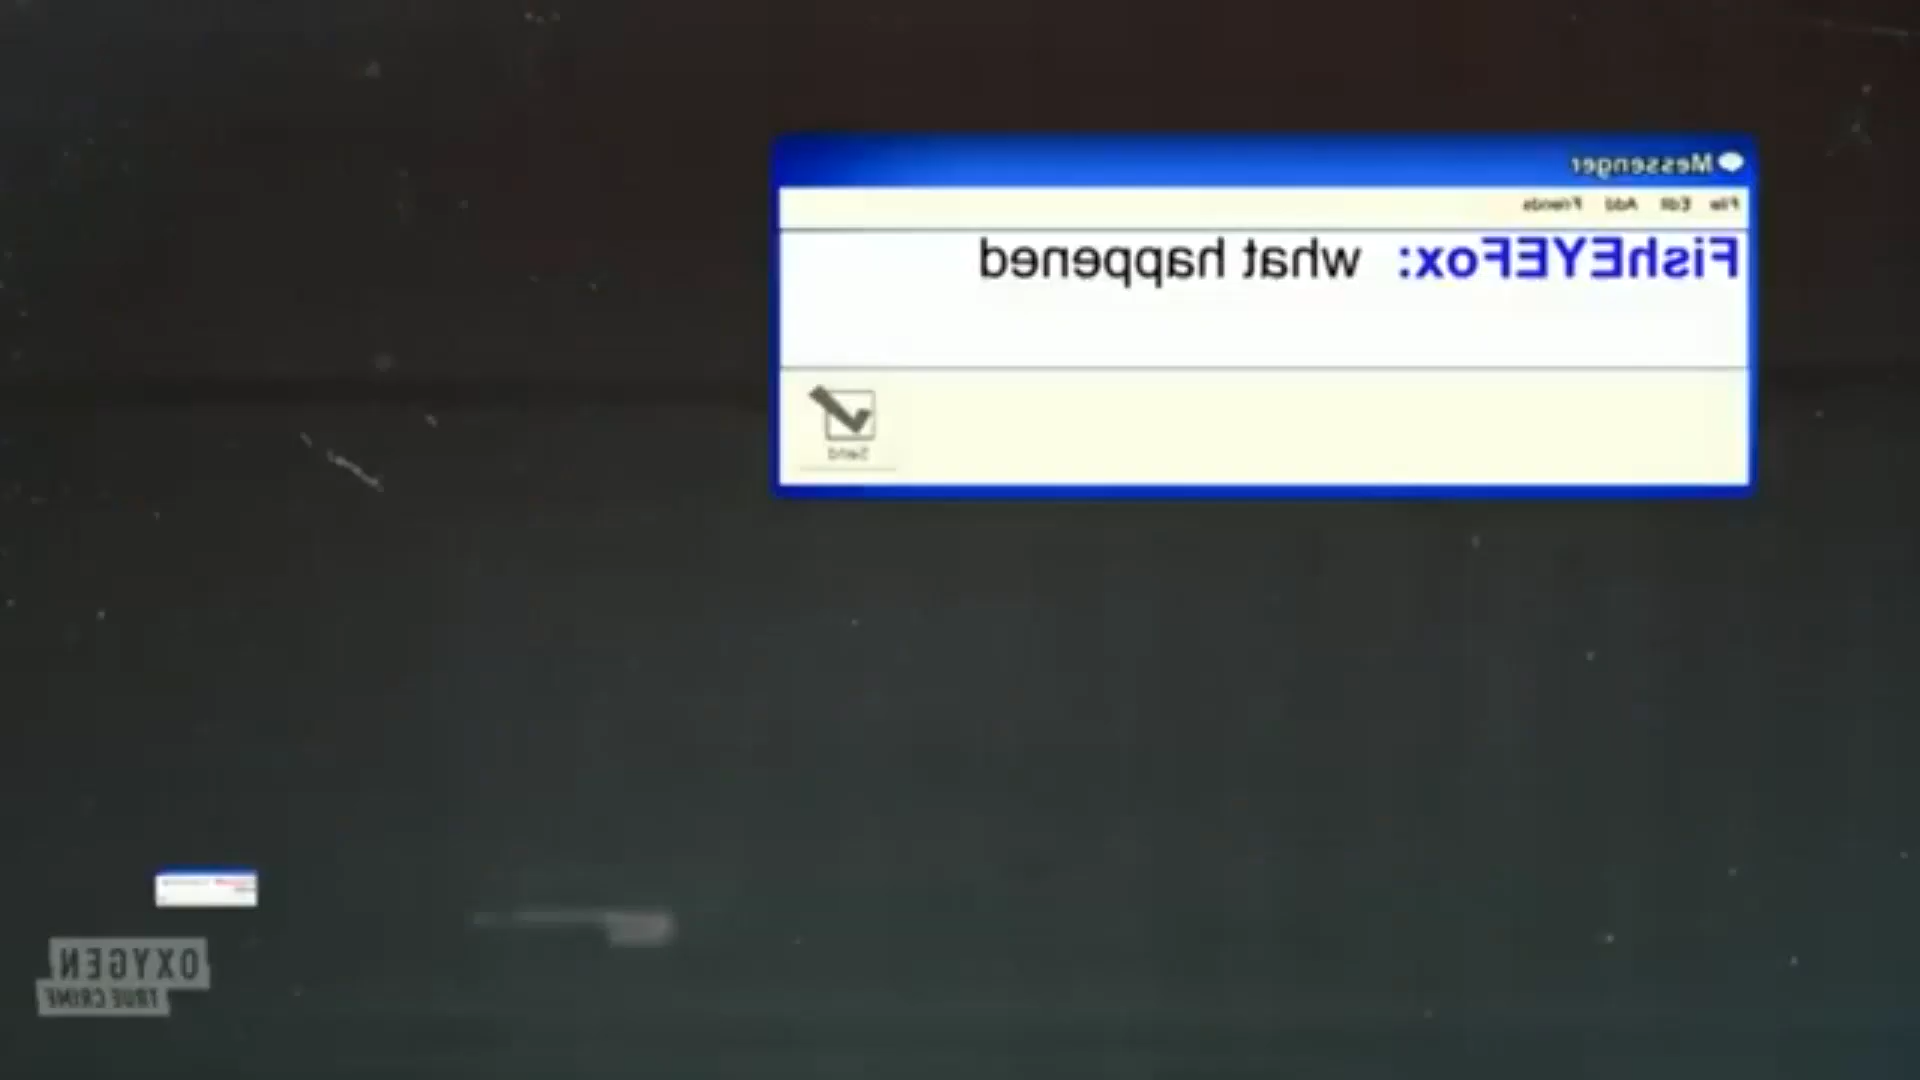 Messenger
File Edit Add Friends
FishEYEFox: what happened
Send
OXYGEN
TRUE CRIME